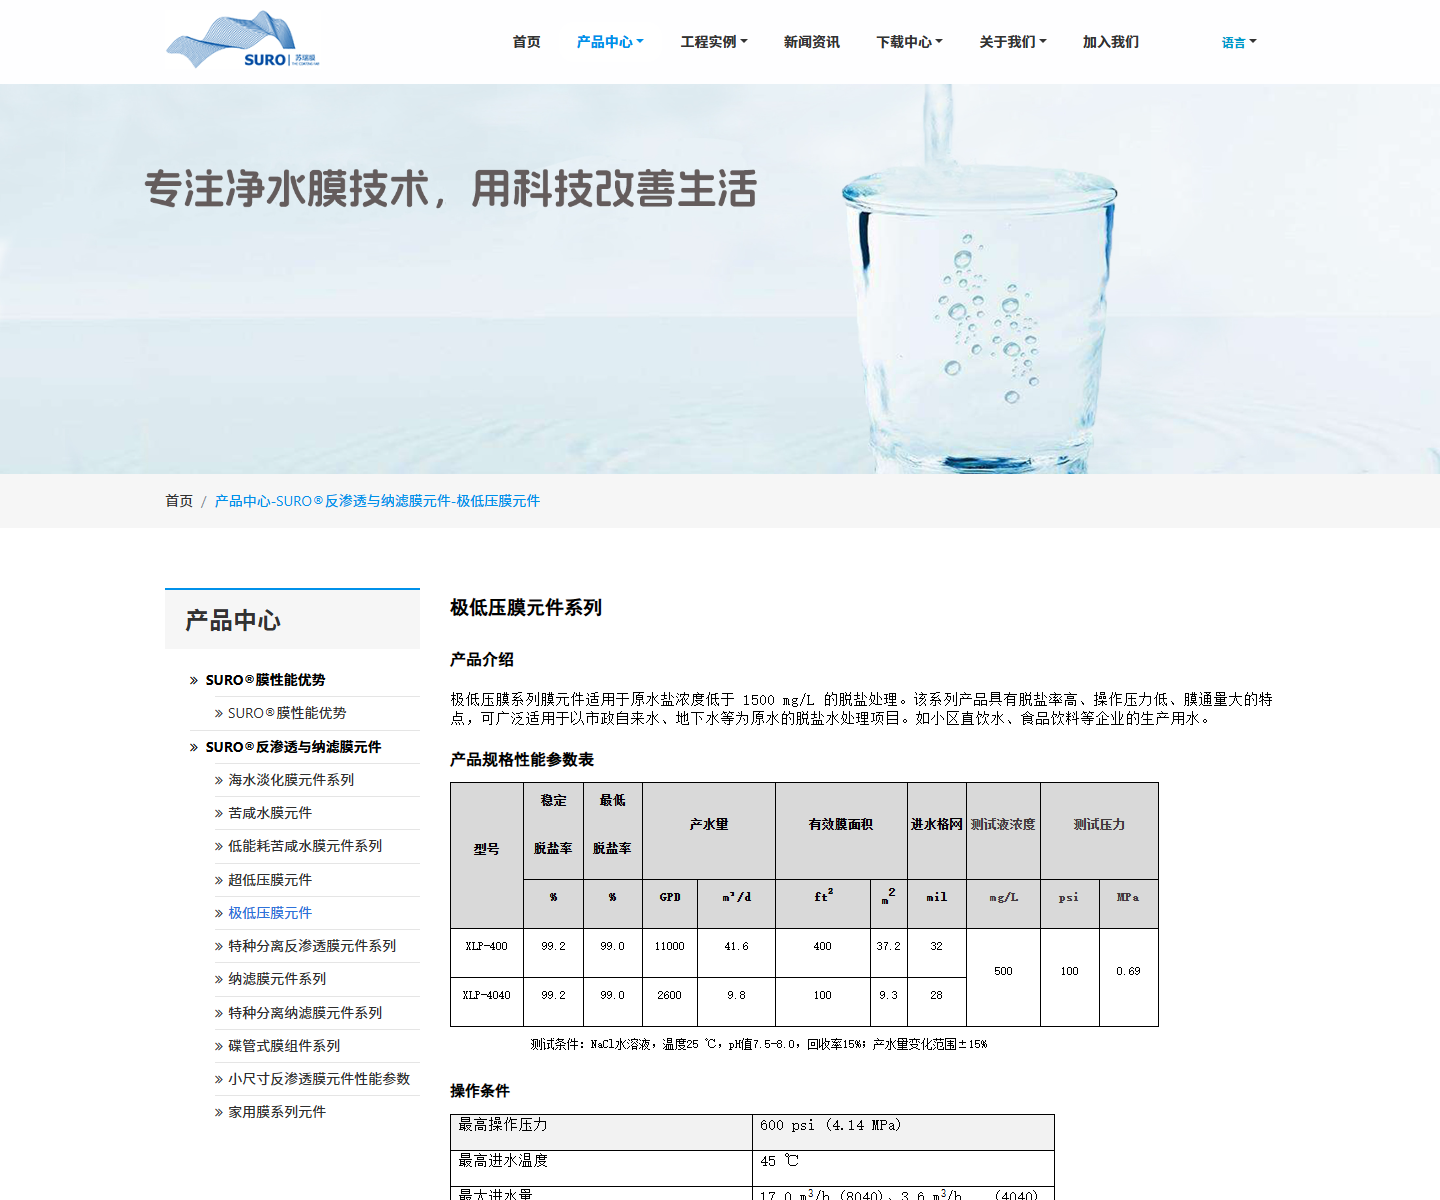 SURO 苏瑞膜
首页 产品中心 工程实例 新闻资讯 下载中心 关于我们 加入我们 语言
专注净水膜技术，用科技改善生活
首页 / 产品中心-SURO®反渗透与纳滤膜元件-极低压膜元件
产品中心
» SURO®膜性能优势
» SURO®膜性能优势
» SURO®反渗透与纳滤膜元件
» 海水淡化膜元件系列
» 苦咸水膜元件
» 低能耗苦咸水膜元件系列
» 超低压膜元件
» 极低压膜元件
» 特种分离反渗透膜元件系列
» 纳滤膜元件系列
» 特种分离纳滤膜元件系列
» 碟管式膜组件系列
» 小尺寸反渗透膜元件性能参数
» 家用膜系列元件
极低压膜元件系列
产品介绍
极低压膜系列膜元件适用于原水盐浓度低于 1500 mg/L 的脱盐处理。该系列产品具有脱盐率高、操作压力低、膜通量大的特
点，可广泛适用于以市政自来水、地下水等为原水的脱盐水处理项目。如小区直饮水、食品饮料等企业的生产用水。
产品规格性能参数表
型号 稳定 脱盐率 最低 脱盐率 产水量 有效膜面积 进水格网 测试液浓度 测试压力
% % GPD m³/d ft² m² mil mg/L psi MPa
XLP-400 99.2 99.0 11000 41.6 400 37.2 32 500 100 0.69
XLP-4040 99.2 99.0 2600 9.8 100 9.3 28
测试条件：NaCl水溶液，温度25 ℃，pH值7.5-8.0，回收率15%；产水量变化范围±15%
操作条件
最高操作压力 600 psi (4.14 MPa)
最高进水温度 45 ℃
最大进水量 17.0 m³/h (8040)、3.6 m³/h (4040)